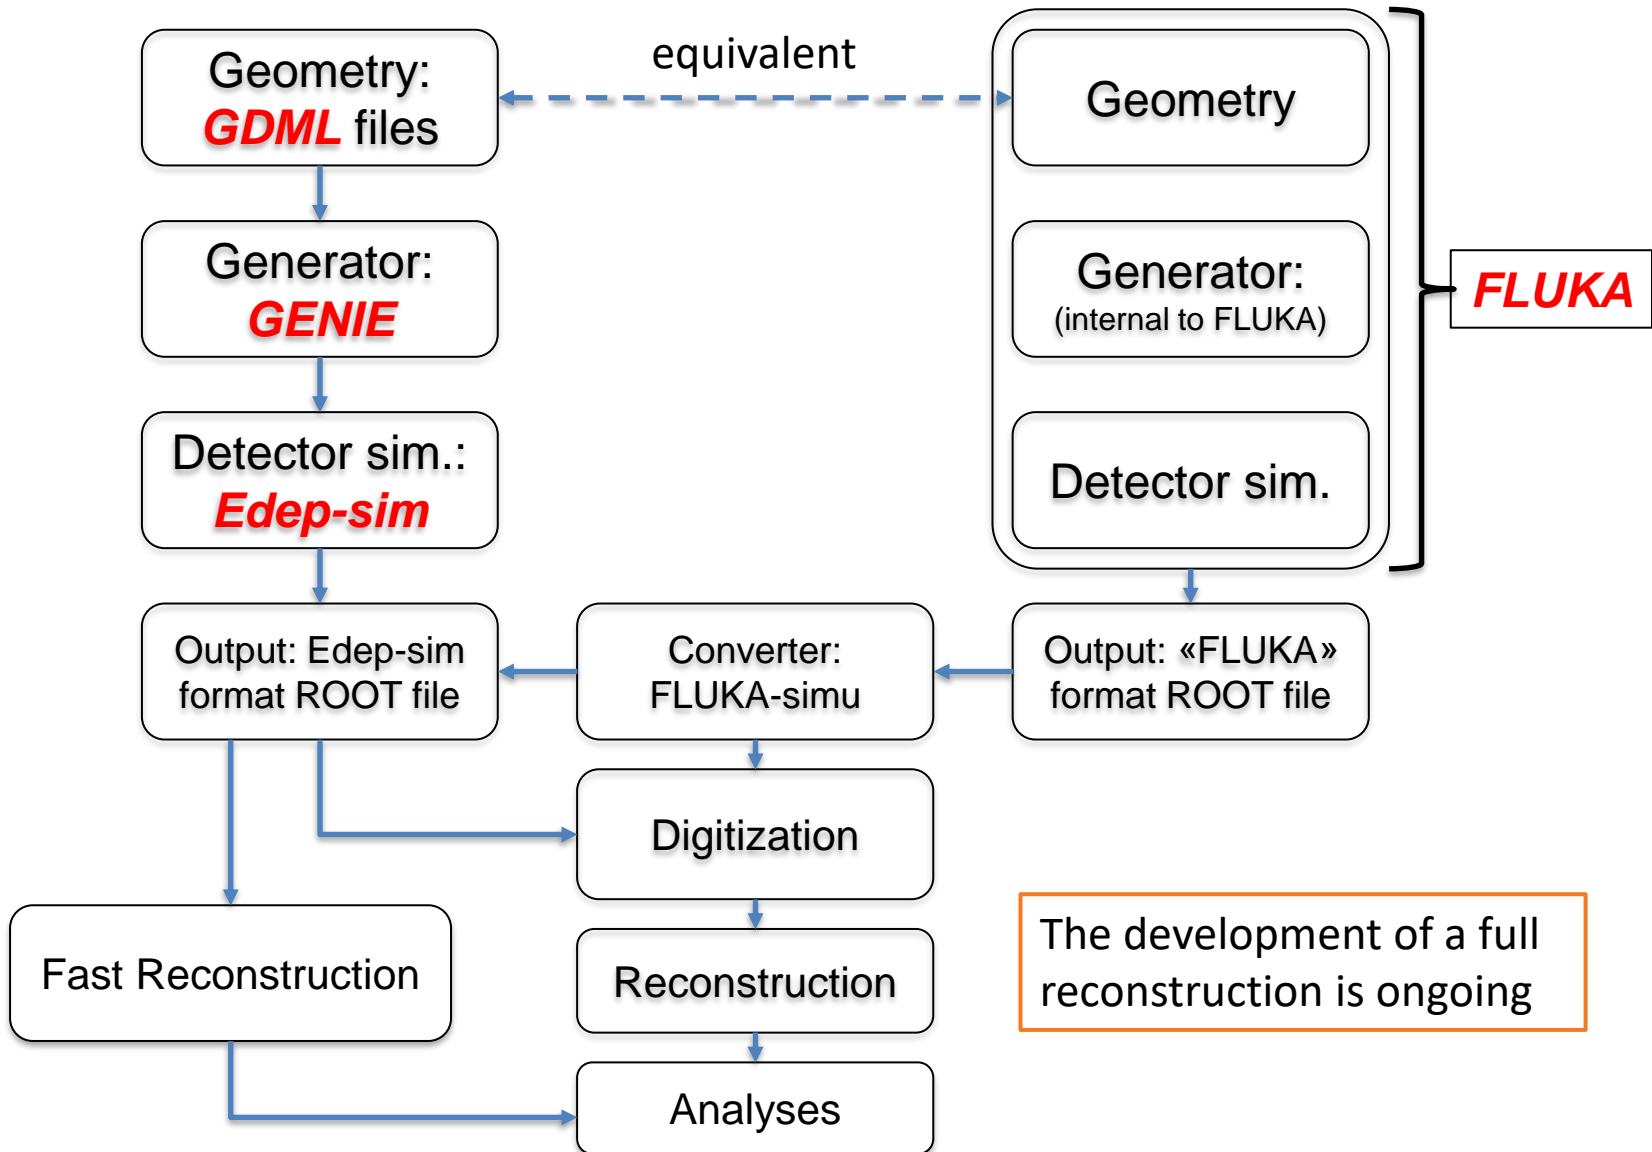 Geometry:
GDML files
equivalent
Geometry
Generator:
GENIE
Generator:
(internal to FLUKA)
FLUKA
Detector sim.:
Edep-sim
Detector sim.
Output: Edep-sim
format ROOT file
Converter:
FLUKA-simu
Output: «FLUKA»
format ROOT file
Digitization
Fast Reconstruction
Reconstruction
The development of a full
reconstruction is ongoing
Analyses